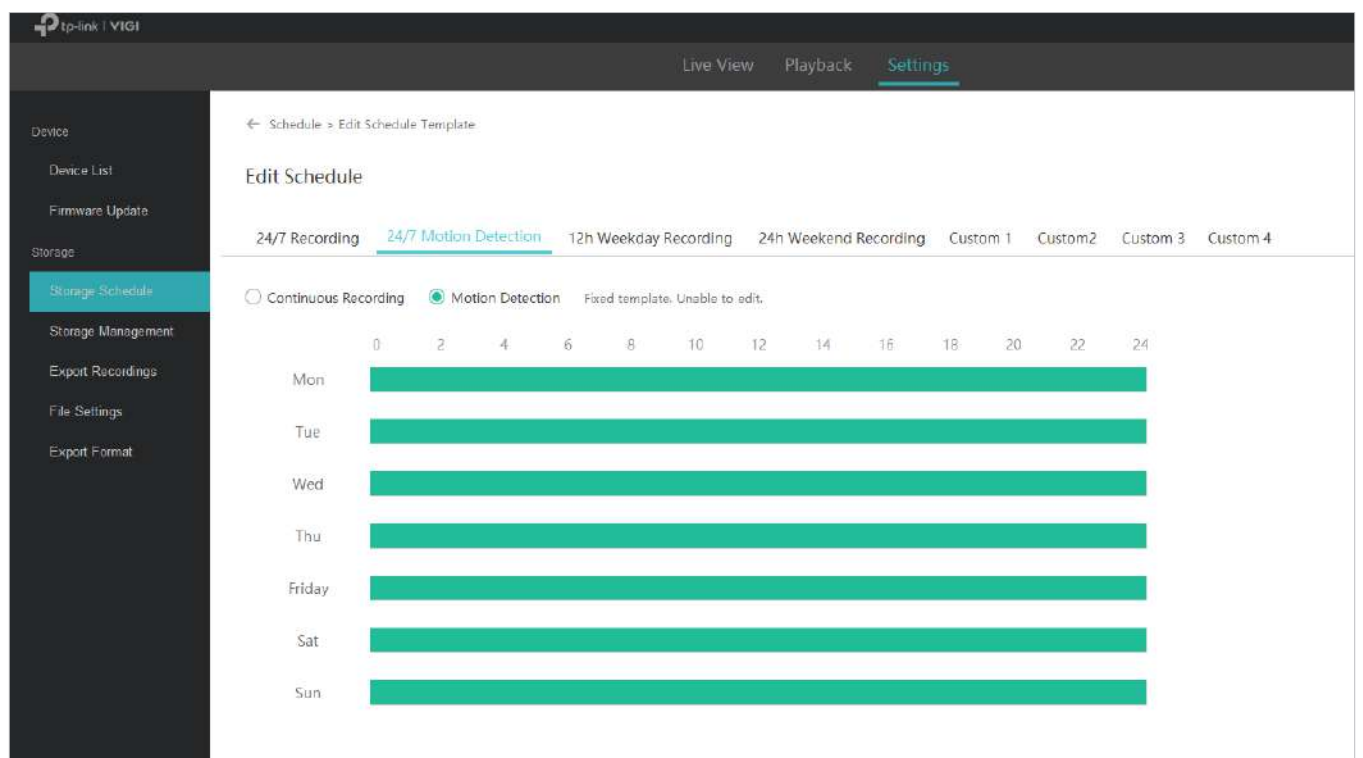 tp-link | VIGI
Live View Playback Settings
Device
Device List
Firmware Update
Storage
Storage Schedule
Storage Management
Export Recordings
File Settings
Export Format
← Schedule > Edit Schedule Template
Edit Schedule
24/7 Recording 24/7 Motion Detection 12h Weekday Recording 24h Weekend Recording Custom 1 Custom2 Custom 3 Custom 4
Continuous Recording Motion Detection Fixed template. Unable to edit.
0 2 4 6 8 10 12 14 16 18 20 22 24
Mon
Tue
Wed
Thu
Friday
Sat
Sun